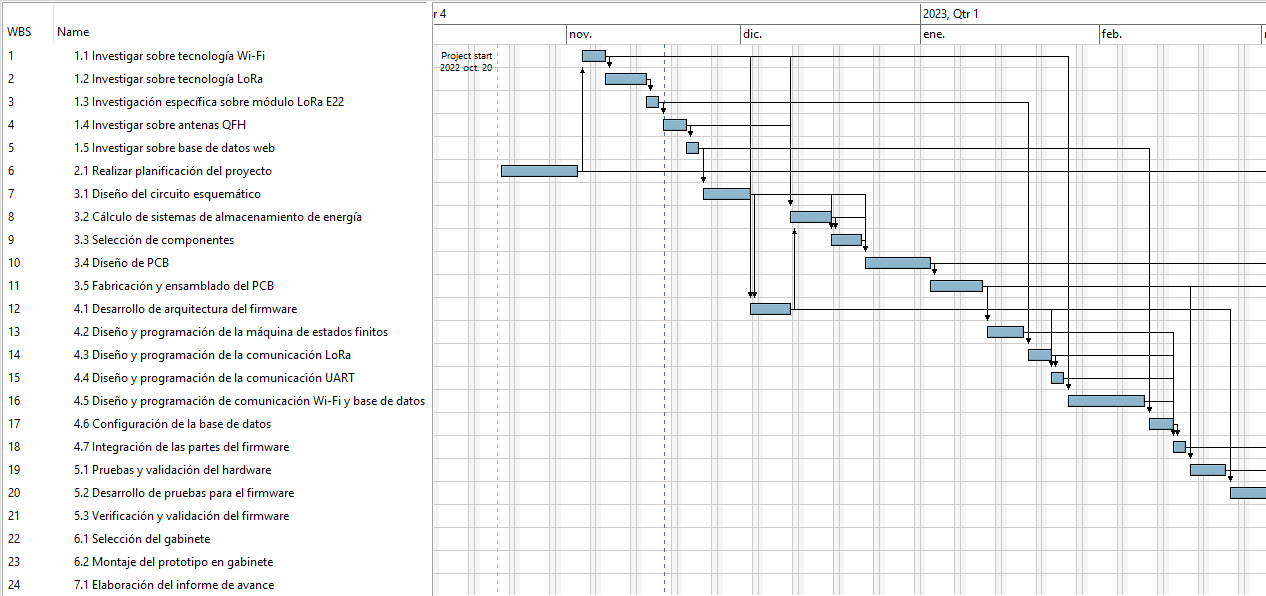 r 4
2023, Qtr 1
WBS
Name
nov.
dic.
ene.
feb.
Project start
2022 oct. 20
1 1.1 Investigar sobre tecnología Wi-Fi
2 1.2 Investigar sobre tecnología LoRa
3 1.3 Investigación específica sobre módulo LoRa E22
4 1.4 Investigar sobre antenas QFH
5 1.5 Investigar sobre base de datos web
6 2.1 Realizar planificación del proyecto
7 3.1 Diseño del circuito esquemático
8 3.2 Cálculo de sistemas de almacenamiento de energía
9 3.3 Selección de componentes
10 3.4 Diseño de PCB
11 3.5 Fabricación y ensamblado del PCB
12 4.1 Desarrollo de arquitectura del firmware
13 4.2 Diseño y programación de la máquina de estados finitos
14 4.3 Diseño y programación de la comunicación LoRa
15 4.4 Diseño y programación de la comunicación UART
16 4.5 Diseño y programación de comunicación Wi-Fi y base de datos
17 4.6 Configuración de la base de datos
18 4.7 Integración de las partes del firmware
19 5.1 Pruebas y validación del hardware
20 5.2 Desarrollo de pruebas para el firmware
21 5.3 Verificación y validación del firmware
22 6.1 Selección del gabinete
23 6.2 Montaje del prototipo en gabinete
24 7.1 Elaboración del informe de avance